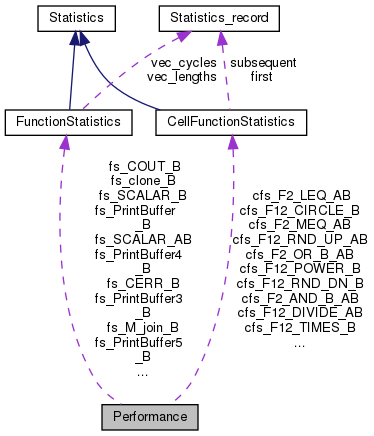 Statistics
Statistics_record
vec_cycles
vec_lengths
subsequent
first
FunctionStatistics
CellFunctionStatistics
fs_COUT_B
fs_clone_B
fs_SCALAR_B
fs_PrintBuffer
_B
fs_SCALAR_AB
fs_PrintBuffer4
_B
fs_CERR_B
fs_PrintBuffer3
_B
fs_M_join_B
fs_PrintBuffer5
_B
...
cfs_F2_LEQ_AB
cfs_F12_CIRCLE_B
cfs_F2_MEQ_AB
cfs_F12_RND_UP_AB
cfs_F2_OR_B_AB
cfs_F12_POWER_B
cfs_F12_RND_DN_B
cfs_F2_AND_B_AB
cfs_F12_DIVIDE_AB
cfs_F12_TIMES_B
...
Performance